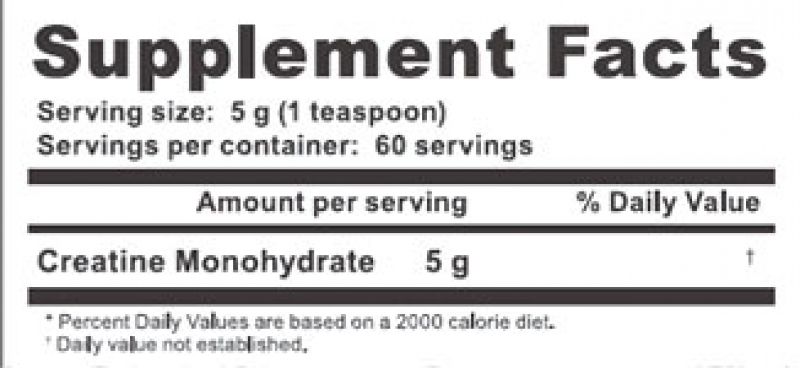 Supplement Facts
Serving size: 5 g (1 teaspoon)
Servings per container: 60 servings
Amount per serving % Daily Value
Creatine Monohydrate 5 g †
* Percent Daily Values are based on a 2000 calorie diet.
† Daily value not established.